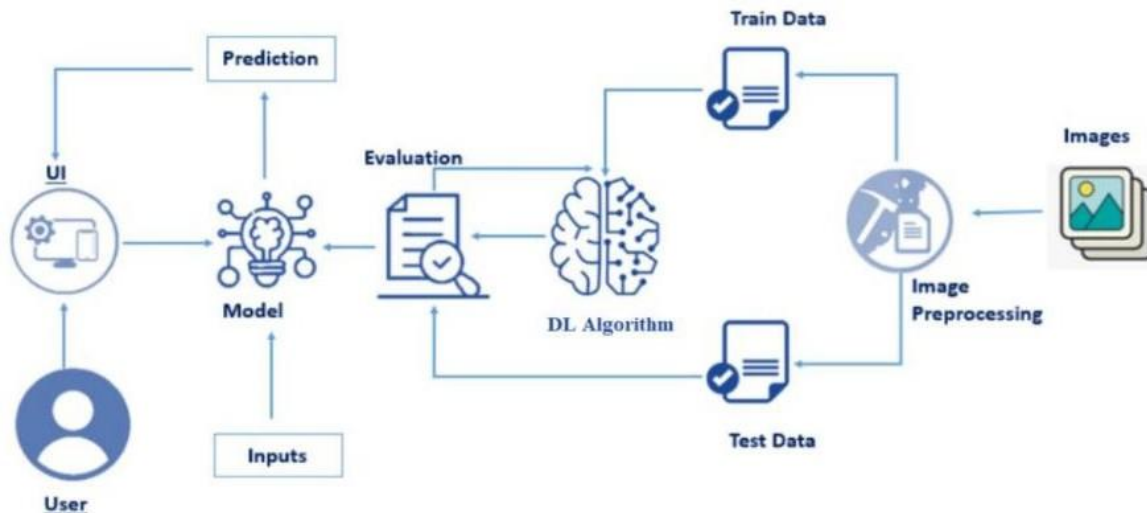 Train Data
Prediction
Images
Evaluation
UI
Model
DL Algorithm
Image
Preprocessing
Inputs
Test Data
User